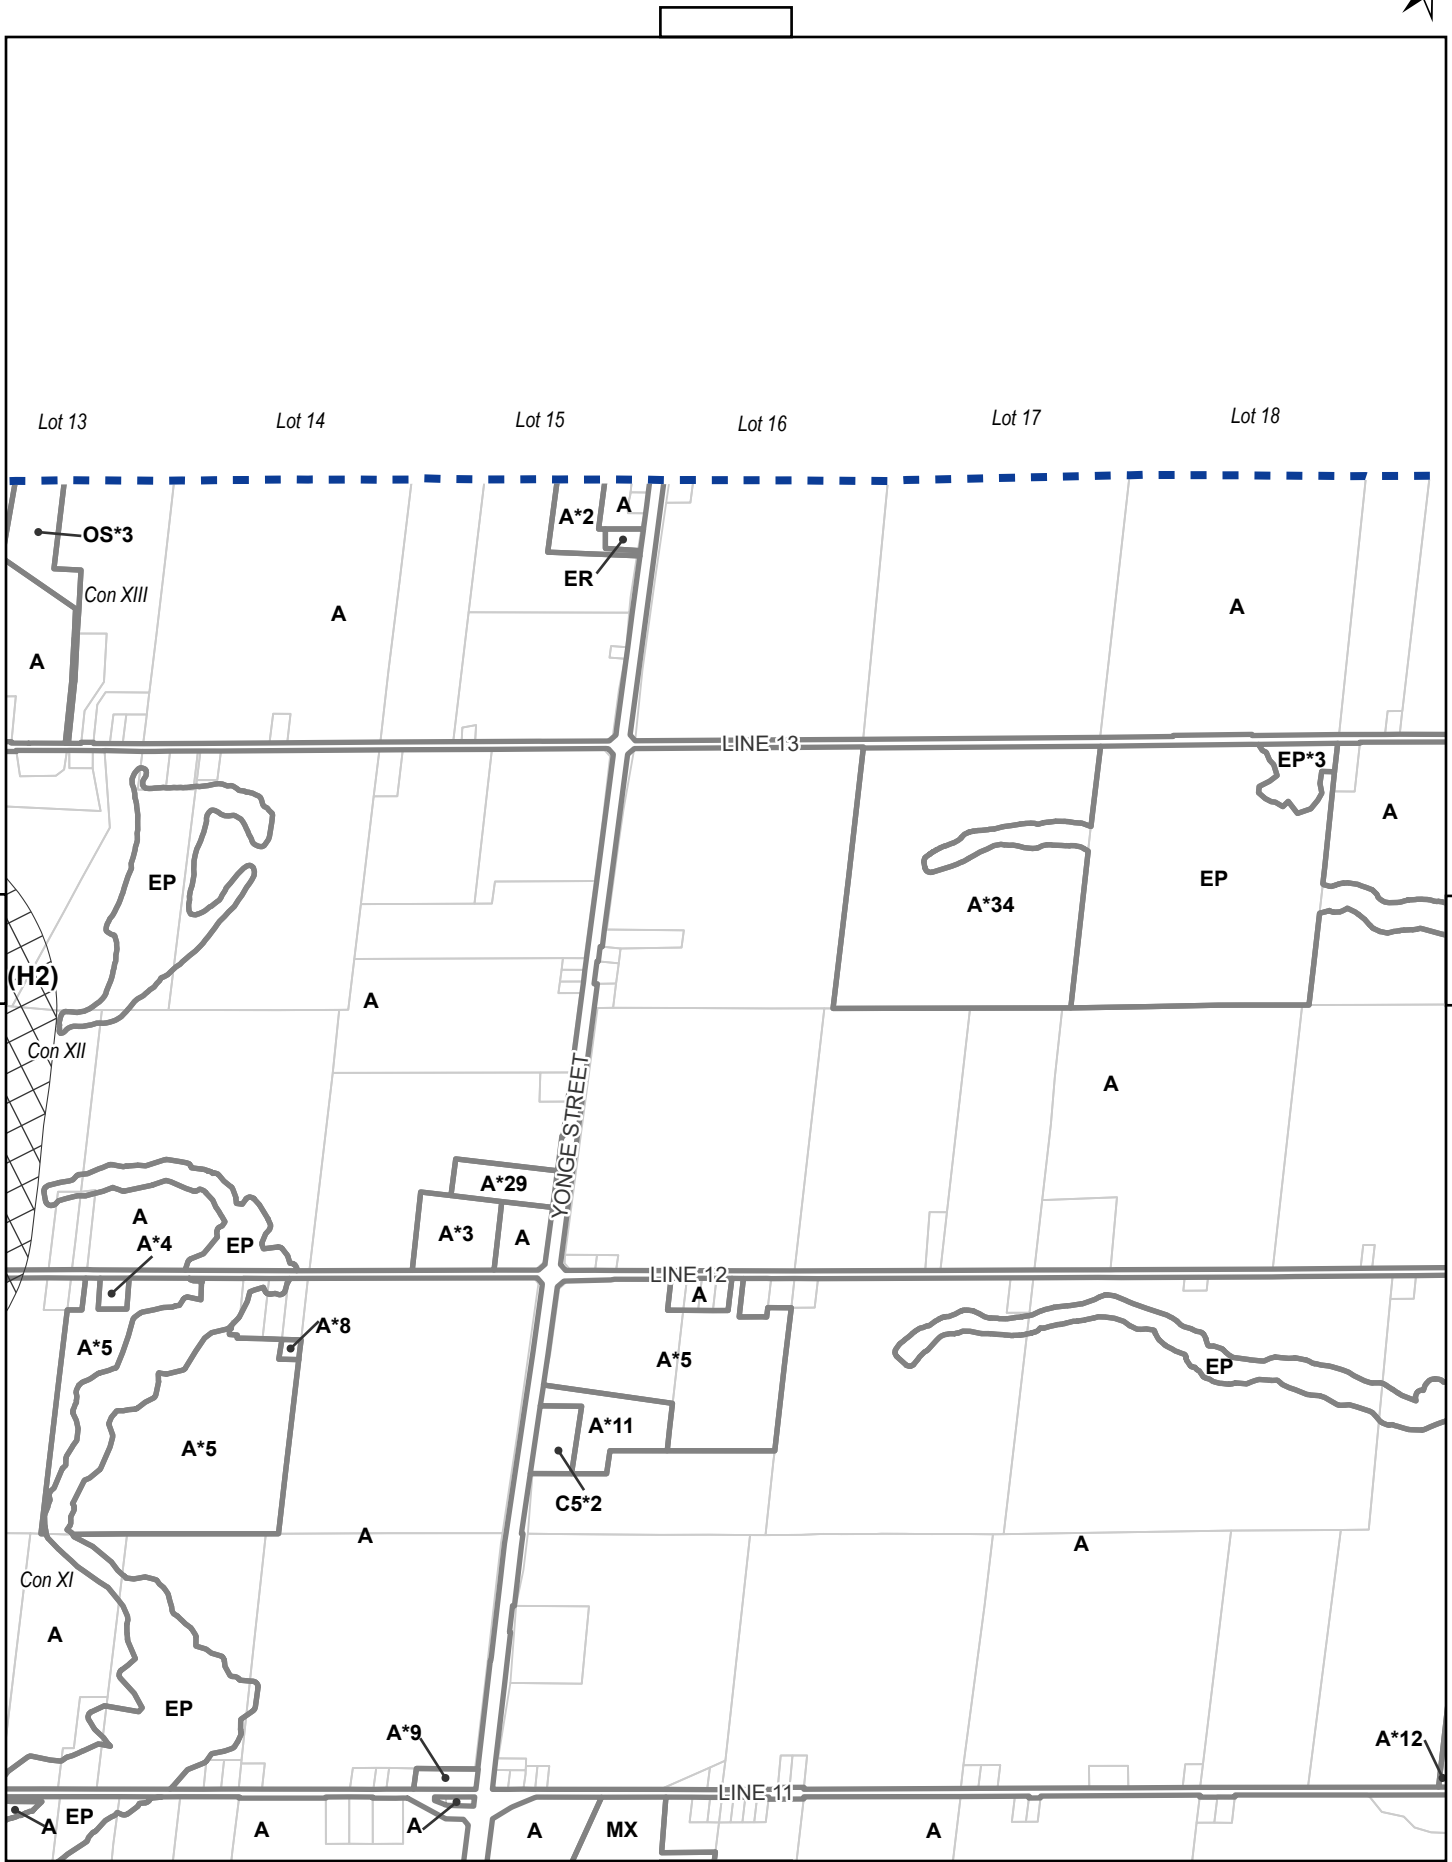 Lot 13
Lot 14
Lot 15
Lot 16
Lot 17
Lot 18
OS*3
A*2
A
ER
Con XIII
A
A
A
LINE 13
EP*3
A
EP
EP
A*34
(H2)
A
Con XII
A
YONGE STREET
A*29
A
A*4
EP
A*3
A
LINE 12
A
A*8
A*5
A*5
EP
A*11
A*5
C5*2
A
A
Con XI
A
EP
A*9
A*12
LINE 11
A
EP
A
A
A
MX
A